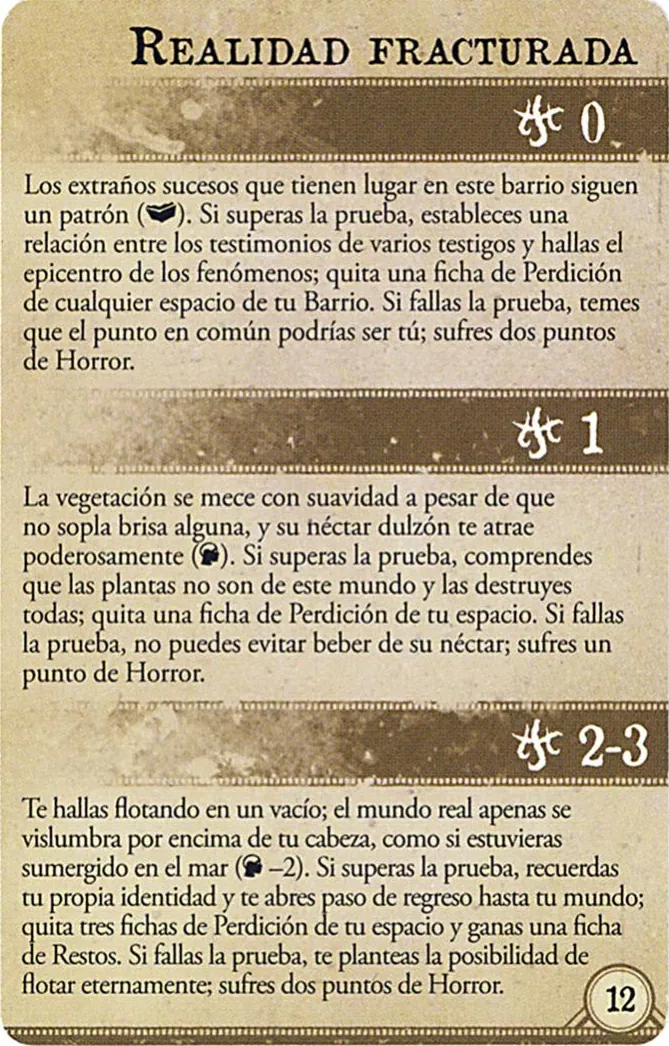 Realidad fracturada
0
Los extraños sucesos que tienen lugar en este barrio siguen
un patrón (). Si superas la prueba, estableces una
relación entre los testimonios de varios testigos y hallas el
epicentro de los fenómenos; quita una ficha de Perdición
de cualquier espacio de tu Barrio. Si fallas la prueba, temes
que el punto en común podrías ser tú; sufres dos puntos
de Horror.
1
La vegetación se mece con suavidad a pesar de que
no sopla brisa alguna, y su néctar dulzón te atrae
poderosamente (). Si superas la prueba, comprendes
que las plantas no son de este mundo y las destruyes
todas; quita una ficha de Perdición de tu espacio. Si fallas
la prueba, no puedes evitar beber de su néctar; sufres un
punto de Horror.
2-3
Te hallas flotando en un vacío; el mundo real apenas se
vislumbra por encima de tu cabeza, como si estuvieras
sumergido en el mar ( –2). Si superas la prueba, recuerdas
tu propia identidad y te abres paso de regreso hasta tu mundo;
quita tres fichas de Perdición de tu espacio y ganas una ficha
de Restos. Si fallas la prueba, te planteas la posibilidad de
flotar eternamente; sufres dos puntos de Horror.
12